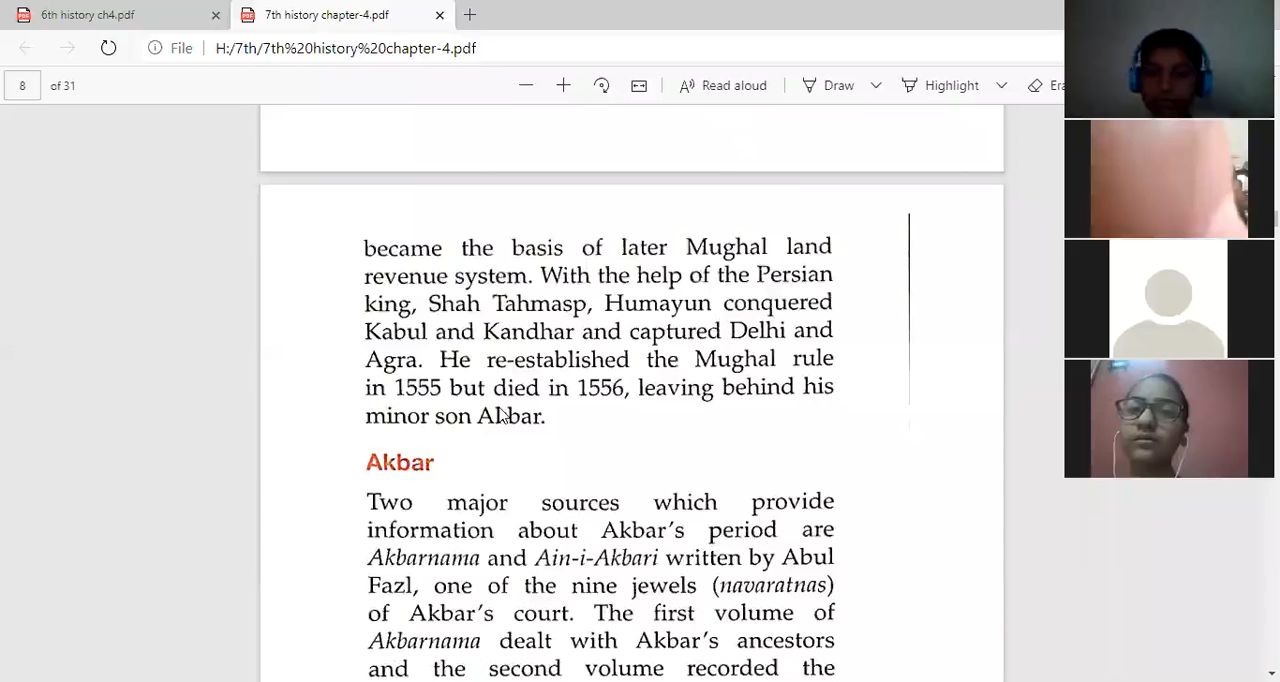 6th history ch4.pdf
7th history chapter-4.pdf
File H:/7th/7th%20history%20chapter-4.pdf
8 of 31 Read aloud Draw Highlight
became the basis of later Mughal land
revenue system. With the help of the Persian
king, Shah Tahmasp, Humayun conquered
Kabul and Kandhar and captured Delhi and
Agra. He re-established the Mughal rule
in 1555 but died in 1556, leaving behind his
minor son Akbar.
Akbar
Two major sources which provide
information about Akbar's period are
Akbarnama and Ain-i-Akbari written by Abul
Fazl, one of the nine jewels (navaratnas)
of Akbar's court. The first volume of
Akbarnama dealt with Akbar's ancestors
and the second volume recorded the